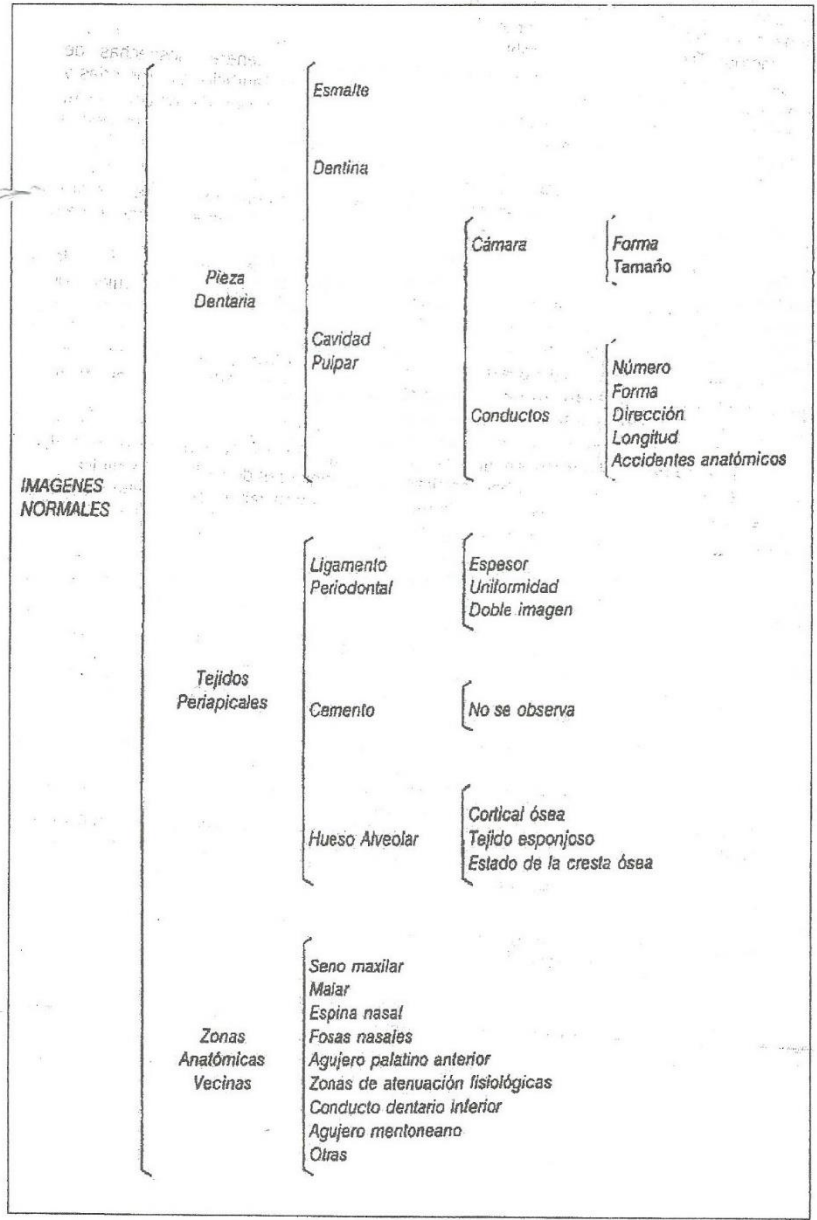 IMAGENES
NORMALES
Pieza
Dentaria
Esmalte
Dentina
Cavidad
Pulpar
Cámara
Forma
Tamaño
Conductos
Número
Forma
Dirección
Longitud
Accidentes anatómicos
Tejidos
Periapicales
Ligamento
Periodontal
Espesor
Uniformidad
Doble imagen
Cemento
No se observa
Hueso Alveolar
Cortical ósea
Tejido esponjoso
Estado de la cresta ósea
Zonas
Anatómicas
Vecinas
Seno maxilar
Malar
Espina nasal
Fosas nasales
Agujero palatino anterior
Zonas de atenuación fisiológicas
Conducto dentario inferior
Agujero mentoneano
Otras